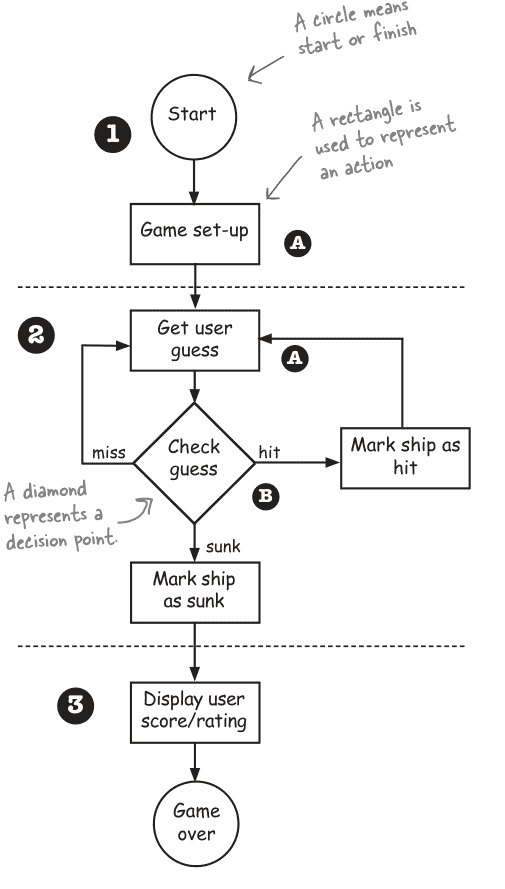 A circle means
start or finish
Start
1
A rectangle is
used to represent
an action
Game set-up
A
2
Get user
guess
A
miss
Check
guess
hit
Mark ship as
hit
B
A diamond
represents a
decision point.
sunk
Mark ship
as sunk
3
Display user
score/rating
Game
over